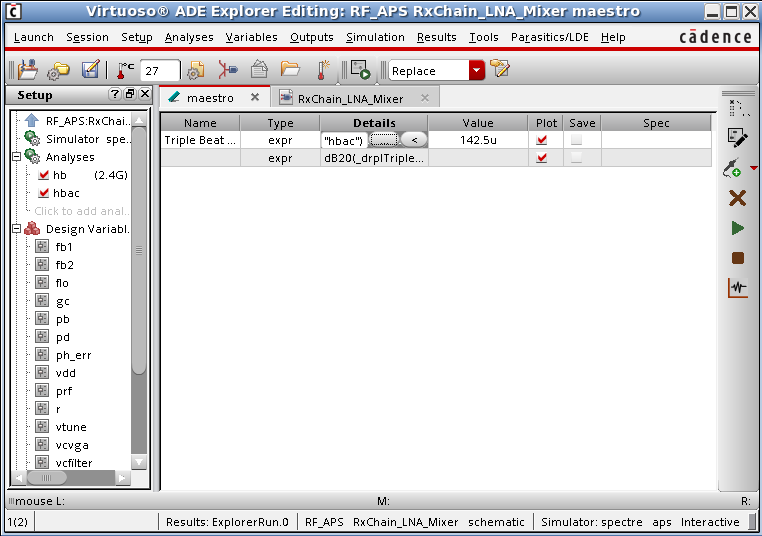 Virtuoso® ADE Explorer Editing: RF_APS RxChain_LNA_Mixer maestro
Launch Session Setup Analyses Variables Outputs Simulation Results Tools Parasitics/LDE Help cādence
°C 27 Replace
Setup ? maestro RxChain_LNA_Mixer
Name Type Details Value Plot Save Spec
RF_APS:RxChai..
Simulator spe..
Analyses
hb (2.4G)
hbac
Click to add anal..
Design Variabl..
fb1
fb2
flo
gc
pb
pd
ph_err
vdd
prf
r
vtune
vcvga
vcfilter
Triple Beat ... expr "hbac") ..... < 142.5u
expr dB20(_drplTriple...
mouse L: M: R:
1(2) Results: ExplorerRun.0 RF_APS RxChain_LNA_Mixer schematic Simulator: spectre aps Interactive